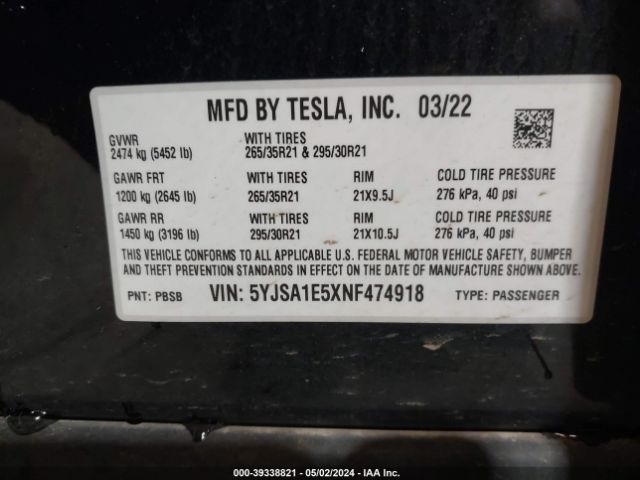 MFD BY TESLA, INC. 03/22
GVWR WITH TIRES
2474 kg (5452 lb) 265/35R21 & 295/30R21
GAWR FRT WITH TIRES RIM COLD TIRE PRESSURE
1200 kg (2645 lb) 265/35R21 21X9.5J 276 kPa, 40 psi
GAWR RR WITH TIRES RIM COLD TIRE PRESSURE
1450 kg (3196 lb) 295/30R21 21X10.5J 276 kPa, 40 psi
THIS VEHICLE CONFORMS TO ALL APPLICABLE U.S. FEDERAL MOTOR VEHICLE SAFETY, BUMPER
AND THEFT PREVENTION STANDARDS IN EFFECT ON THE DATE OF MANUFACTURE SHOWN ABOVE.
PNT: PBSB VIN: 5YJSA1E5XNF474918 TYPE: PASSENGER
000-39338821 - 05/02/2024 - IAA Inc.